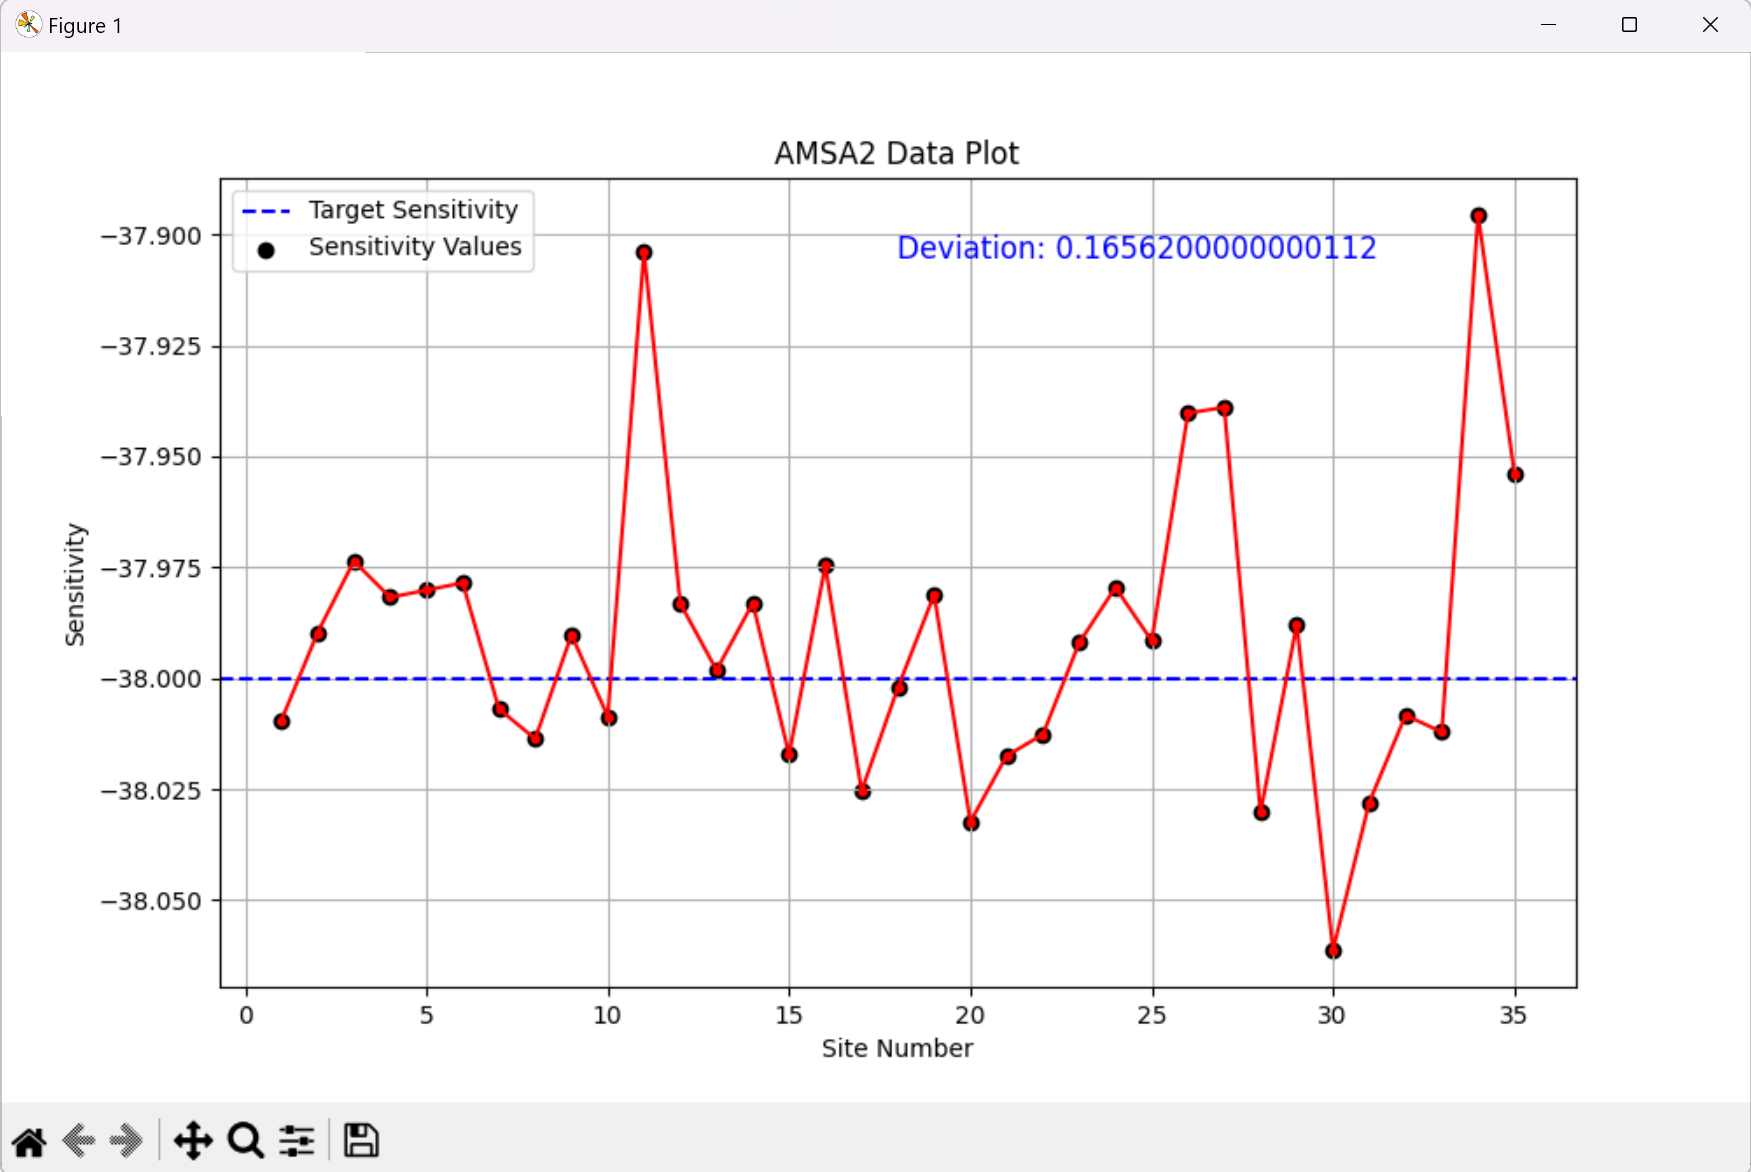 Figure 1
AMSA2 Data Plot
Target Sensitivity
Sensitivity Values
Deviation: 0.1656200000000112
−37.900
−37.925
−37.950
−37.975
−38.000
−38.025
−38.050
Sensitivity
0 5 10 15 20 25 30 35
Site Number